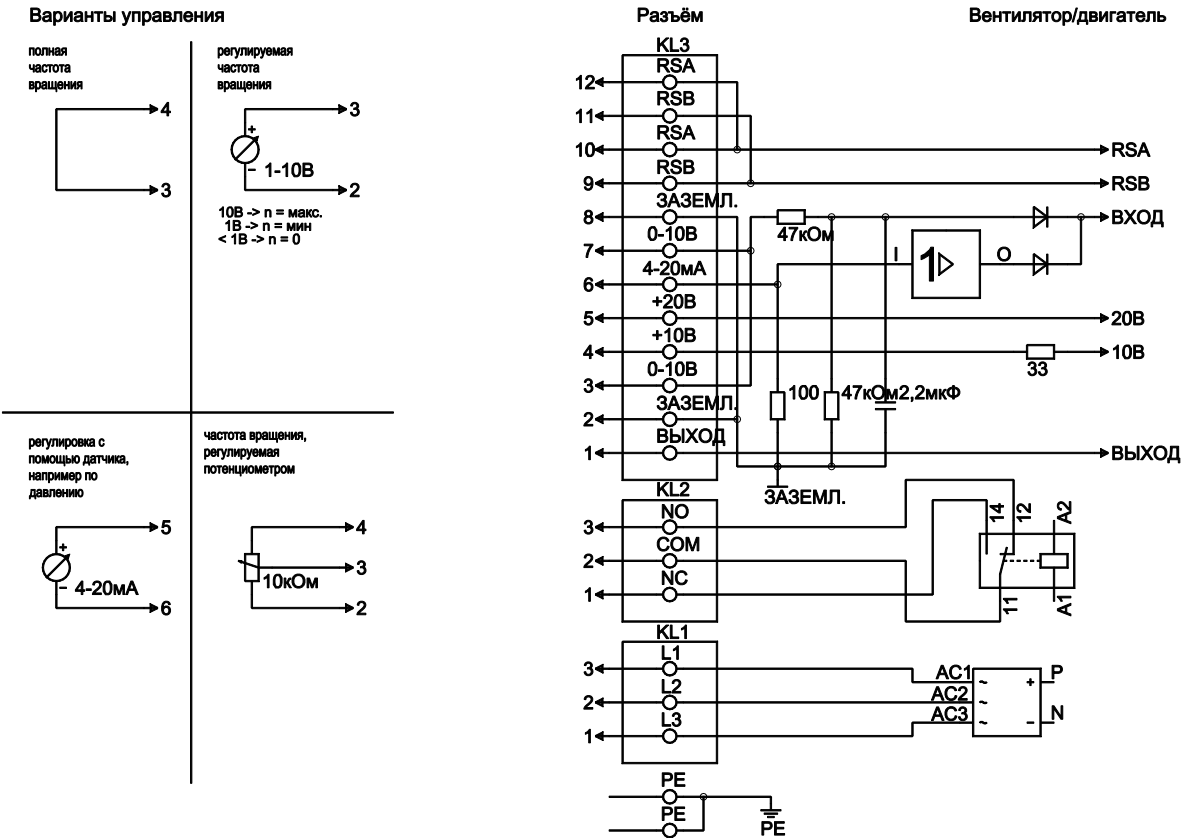 Варианты управления
Разъём
Вентилятор/двигатель
полная
частота
вращения
4
3
регулируемая
частота
вращения
3
+
1-10В
−
2
10В -> n = макс.
1В -> n = мин
< 1В -> n = 0
регулировка с
помощью датчика,
например по
давлению
5
+
4-20мА
−
6
частота вращения,
регулируемая
потенциометром
4
3
10кОм
2
KL3
RSA
12
RSB
11
RSA
10
RSA
RSB
9
RSB
ЗАЗЕМЛ.
8
47кОм
ВХОД
0-10В
7
I
1
O
4-20мА
6
+20В
5
20В
+10В
4
33
10В
0-10В
3
100
47кОм
2,2мкФ
ЗАЗЕМЛ.
2
ВЫХОД
1
ВЫХОД
ЗАЗЕМЛ.
KL2
NO
3
COM
2
NC
1
14
12
A2
11
A1
KL1
L1
3
L2
2
L3
1
AC1
~
+
P
AC2
~
AC3
~
−
N
PE
PE
PE